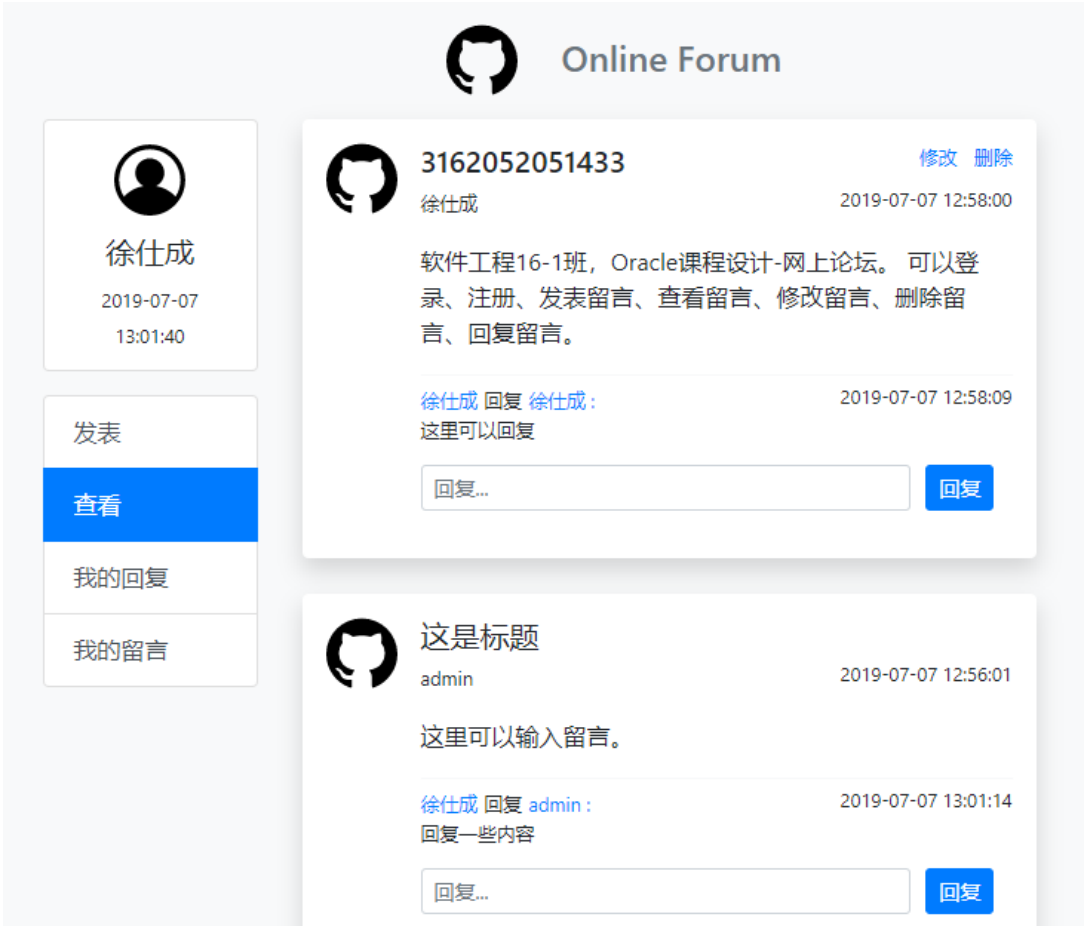 Online Forum
徐仕成
2019-07-07
13:01:40
发表
查看
我的回复
我的留言
3162052051433
修改 删除
徐仕成
2019-07-07 12:58:00
软件工程16-1班，Oracle课程设计-网上论坛。 可以登
录、注册、发表留言、查看留言、修改留言、删除留
言、回复留言。
徐仕成 回复 徐仕成 :
2019-07-07 12:58:09
这里可以回复
回复...
回复
这是标题
admin
2019-07-07 12:56:01
这里可以输入留言。
徐仕成 回复 admin :
2019-07-07 13:01:14
回复一些内容
回复...
回复